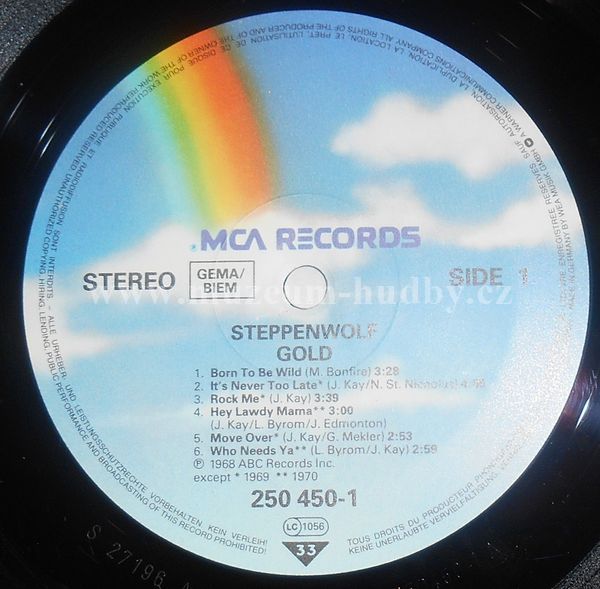 MCA RECORDS
STEREO
GEMA/
BIEM
SIDE 1
www.muzeum-hudby.cz
STEPPENWOLF
GOLD
1. Born To Be Wild (M. Bonfire) 3:28
2. It's Never Too Late* (J. Kay/N. St. Nicholus)
3. Rock Me* (J. Kay) 3:39
4. Hey Lawdy Mama** 3:00
(J. Kay/L. Byrom/J. Edmonton)
5. Move Over* (J. Kay/G. Mekler) 2:53
6. Who Needs Ya** (L. Byrom/J. Kay) 2:59
Ⓟ 1968 ABC Records Inc.
except * 1969 ** 1970
250 450-1
LC 1056
33
UNAUTHORIZED COPYING, HIRING, LENDING, PUBLIC PERFORMANCE AND BROADCASTING OF THIS RECORD PROHIBITED!
ALLE URHEBER- UND LEISTUNGSSCHUTZRECHTE VORBEHALTEN. KEIN VERLEIH! KEINE UNERLAUBTE VERVIELFÄLTIGUNG,
TOUS DROITS DU PRODUCTEUR
S 27196